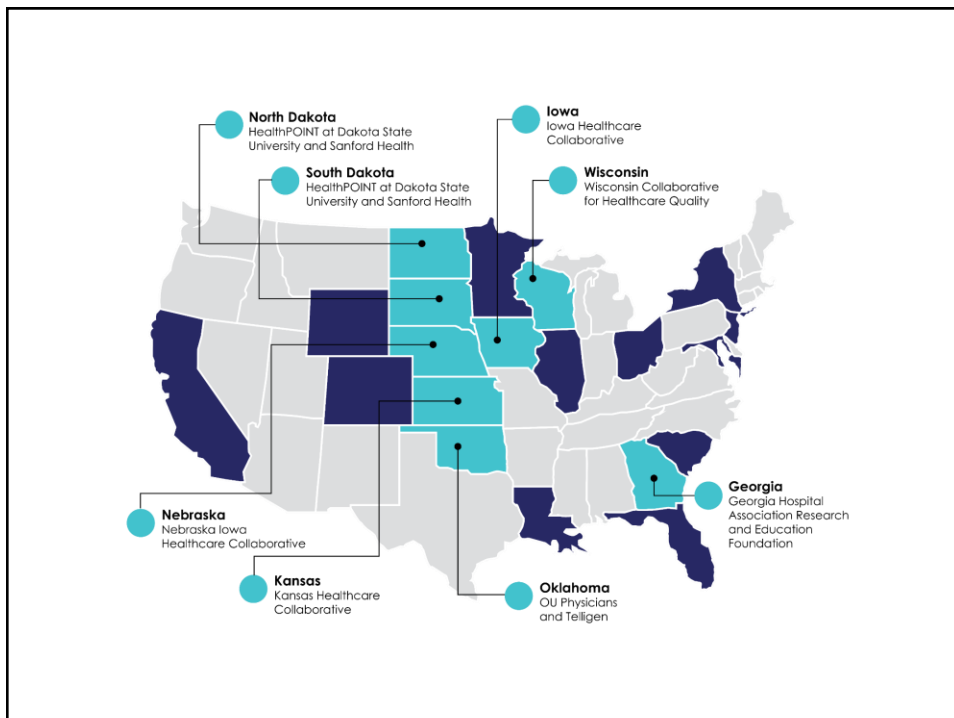 North Dakota
HealthPOINT at Dakota State
University and Sanford Health
South Dakota
HealthPOINT at Dakota State
University and Sanford Health
Iowa
Iowa Healthcare
Collaborative
Wisconsin
Wisconsin Collaborative
for Healthcare Quality
Nebraska
Nebraska Iowa
Healthcare Collaborative
Kansas
Kansas Healthcare
Collaborative
Oklahoma
OU Physicians
and Telligen
Georgia
Georgia Hospital
Association Research
and Education
Foundation